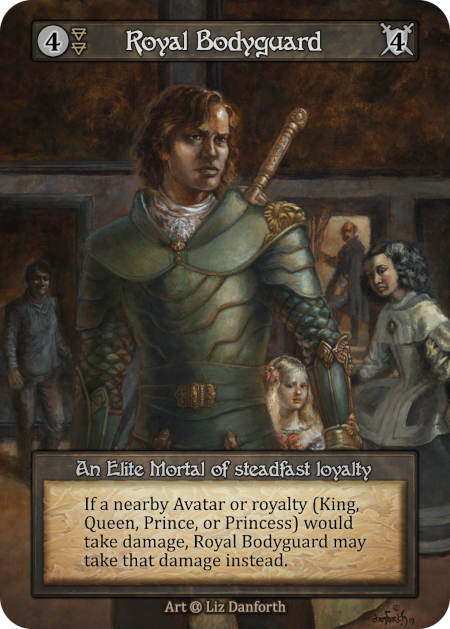 4
Royal Bodyguard
4
An Elite Mortal of steadfast loyalty
If a nearby Avatar or royalty (King,
Queen, Prince, or Princess) would
take damage, Royal Bodyguard may
take that damage instead.
Art @ Liz Danforth
danforth